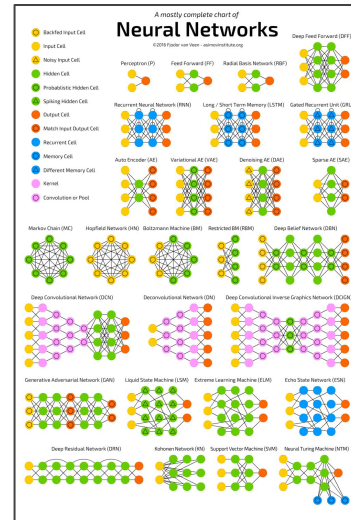 A mostly complete chart of
Neural Networks
©2016 Fjodor van Veen - asimovinstitute.org
Backfed Input Cell
Input Cell
Noisy Input Cell
Hidden Cell
Probablistic Hidden Cell
Spiking Hidden Cell
Output Cell
Match Input Output Cell
Recurrent Cell
Memory Cell
Different Memory Cell
Kernel
Convolution or Pool
Deep Feed Forward (DFF)
Perceptron (P)
Feed Forward (FF)
Radial Basis Network (RBF)
Recurrent Neural Network (RNN)
Long / Short Term Memory (LSTM)
Gated Recurrent Unit (GRU)
Auto Encoder (AE)
Variational AE (VAE)
Denoising AE (DAE)
Sparse AE (SAE)
Markov Chain (MC)
Hopfield Network (HN)
Boltzmann Machine (BM)
Restricted BM (RBM)
Deep Belief Network (DBN)
Deep Convolutional Network (DCN)
Deconvolutional Network (DN)
Deep Convolutional Inverse Graphics Network (DCIGN)
Generative Adversarial Network (GAN)
Liquid State Machine (LSM)
Extreme Learning Machine (ELM)
Echo State Network (ESN)
Deep Residual Network (DRN)
Kohonen Network (KN)
Support Vector Machine (SVM)
Neural Turing Machine (NTM)